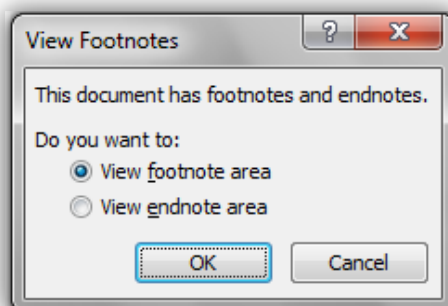 View Footnotes
?
This document has footnotes and endnotes.
Do you want to:
View footnote area
View endnote area
OK Cancel